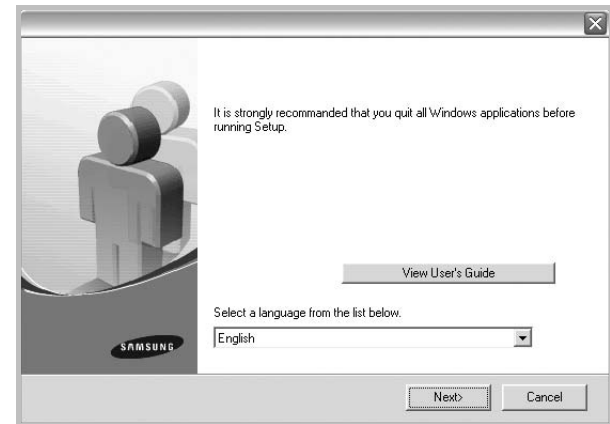 It is strongly recommanded that you quit all Windows applications before
running Setup.
View User's Guide
Select a language from the list below.
English
SAMSUNG
Next>
Cancel